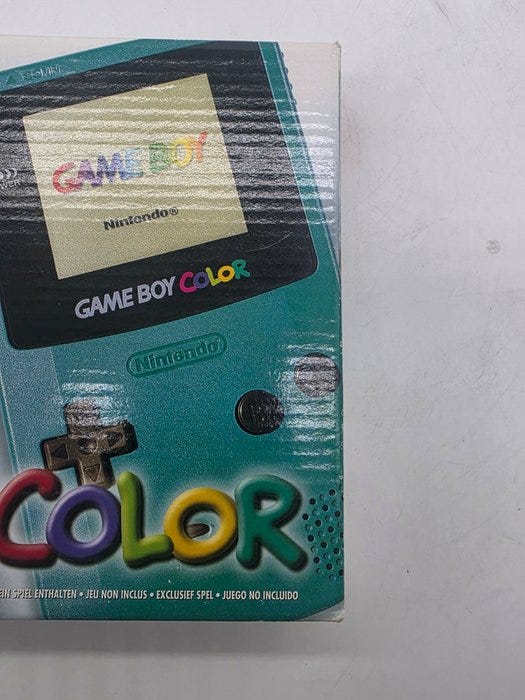 GAME BOY
Nintendo®
GAME BOY COLOR
Nintendo
COLOR
EIN SPIEL ENTHALTEN • JEU NON INCLUS • EXCLUSIEF SPEL • JUEGO NO INCLUIDO